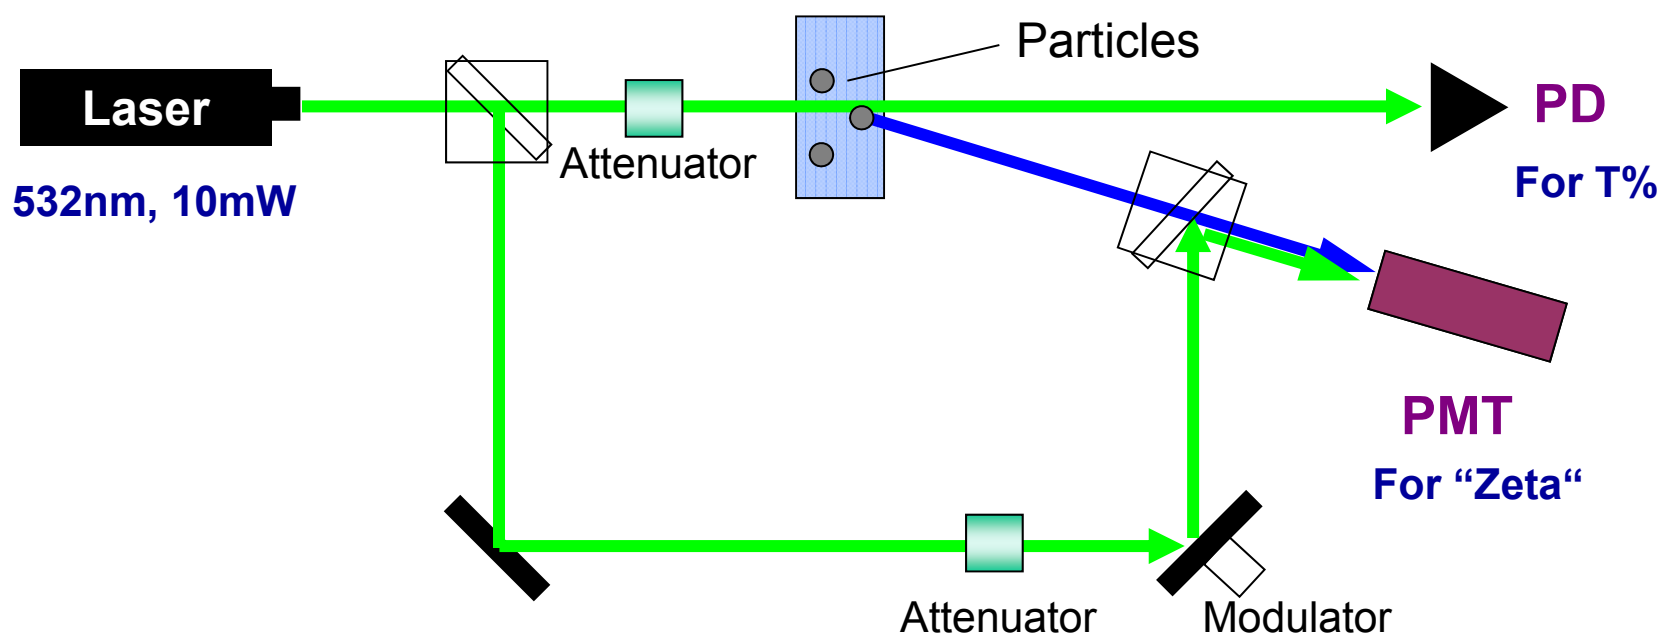 Particles
Laser
PD
Attenuator
For T%
532nm, 10mW
PMT
For “Zeta“
Attenuator
Modulator